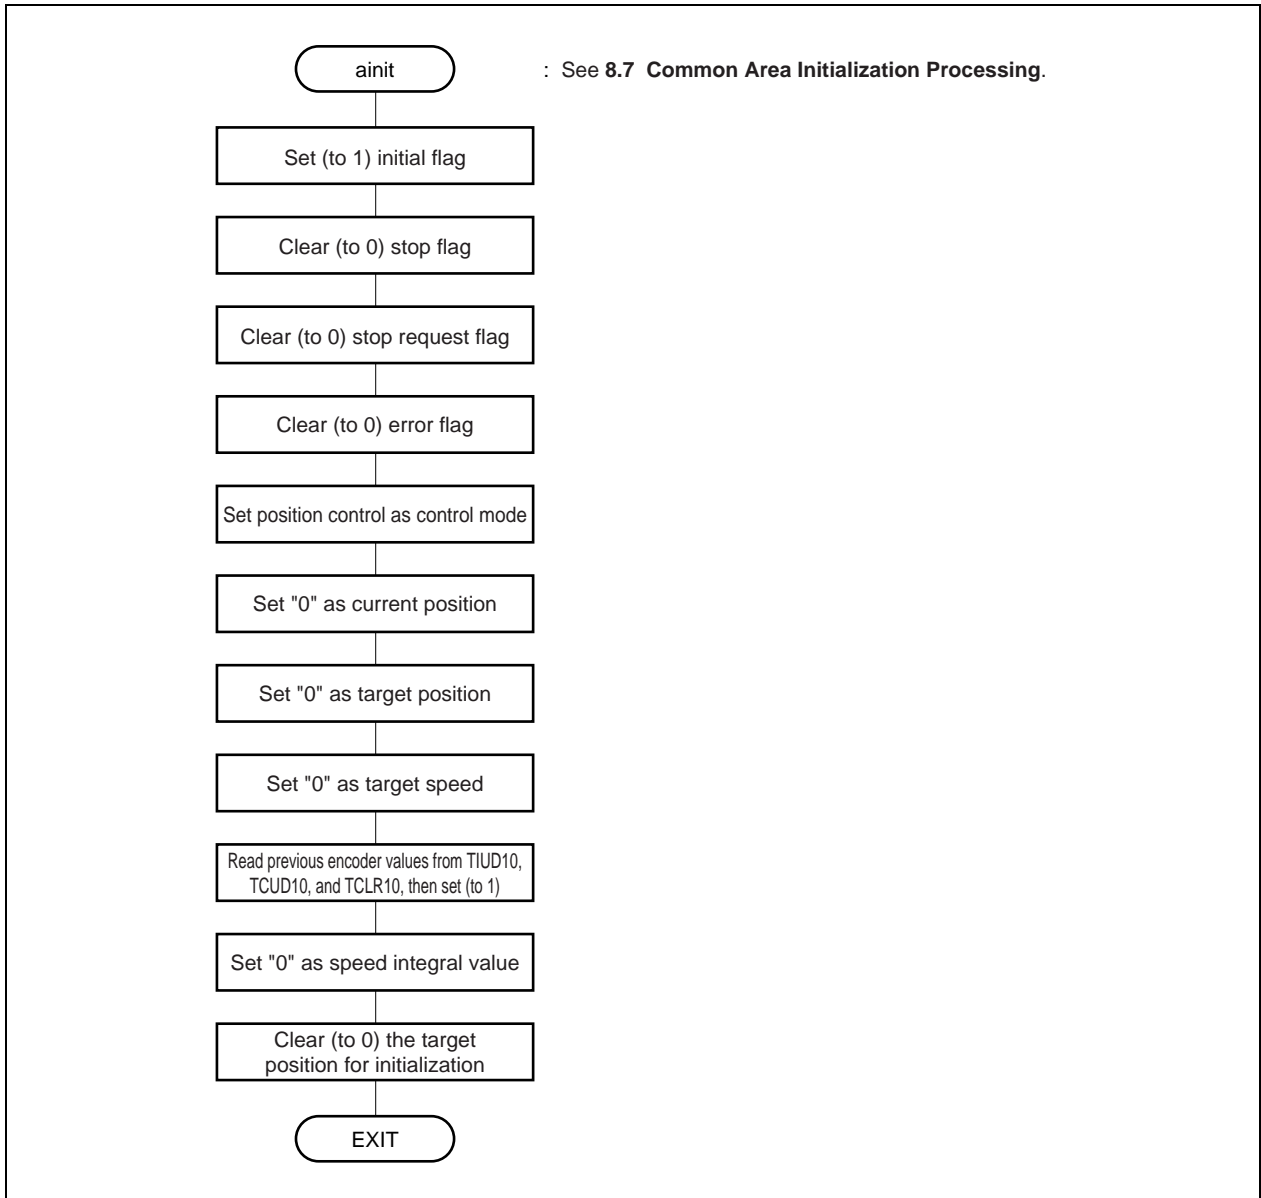 ainit
: See 8.7 Common Area Initialization Processing.
Set (to 1) initial flag
Clear (to 0) stop flag
Clear (to 0) stop request flag
Clear (to 0) error flag
Set position control as control mode
Set "0" as current position
Set "0" as target position
Set "0" as target speed
Read previous encoder values from TIUD10,
TCUD10, and TCLR10, then set (to 1)
Set "0" as speed integral value
Clear (to 0) the target
position for initialization
EXIT